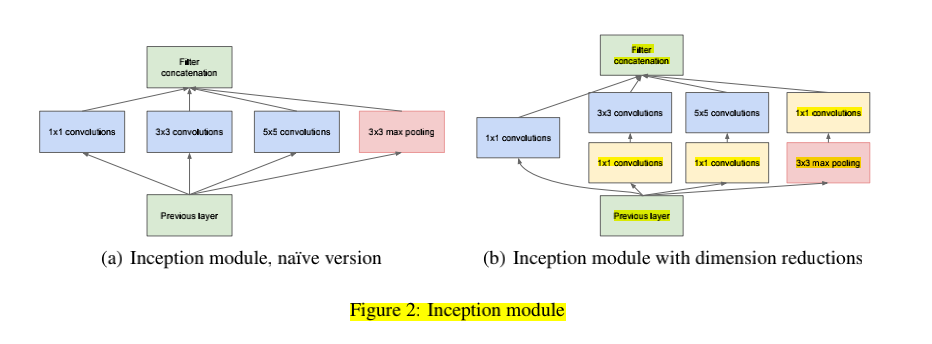 Filter
concatenation
1x1 convolutions
3x3 convolutions
5x5 convolutions
3x3 max pooling
Previous layer
(a) Inception module, naïve version
Filter
concatenation
3x3 convolutions
5x5 convolutions
1x1 convolutions
1x1 convolutions
1x1 convolutions
1x1 convolutions
3x3 max pooling
Previous layer
(b) Inception module with dimension reductions
Figure 2: Inception module